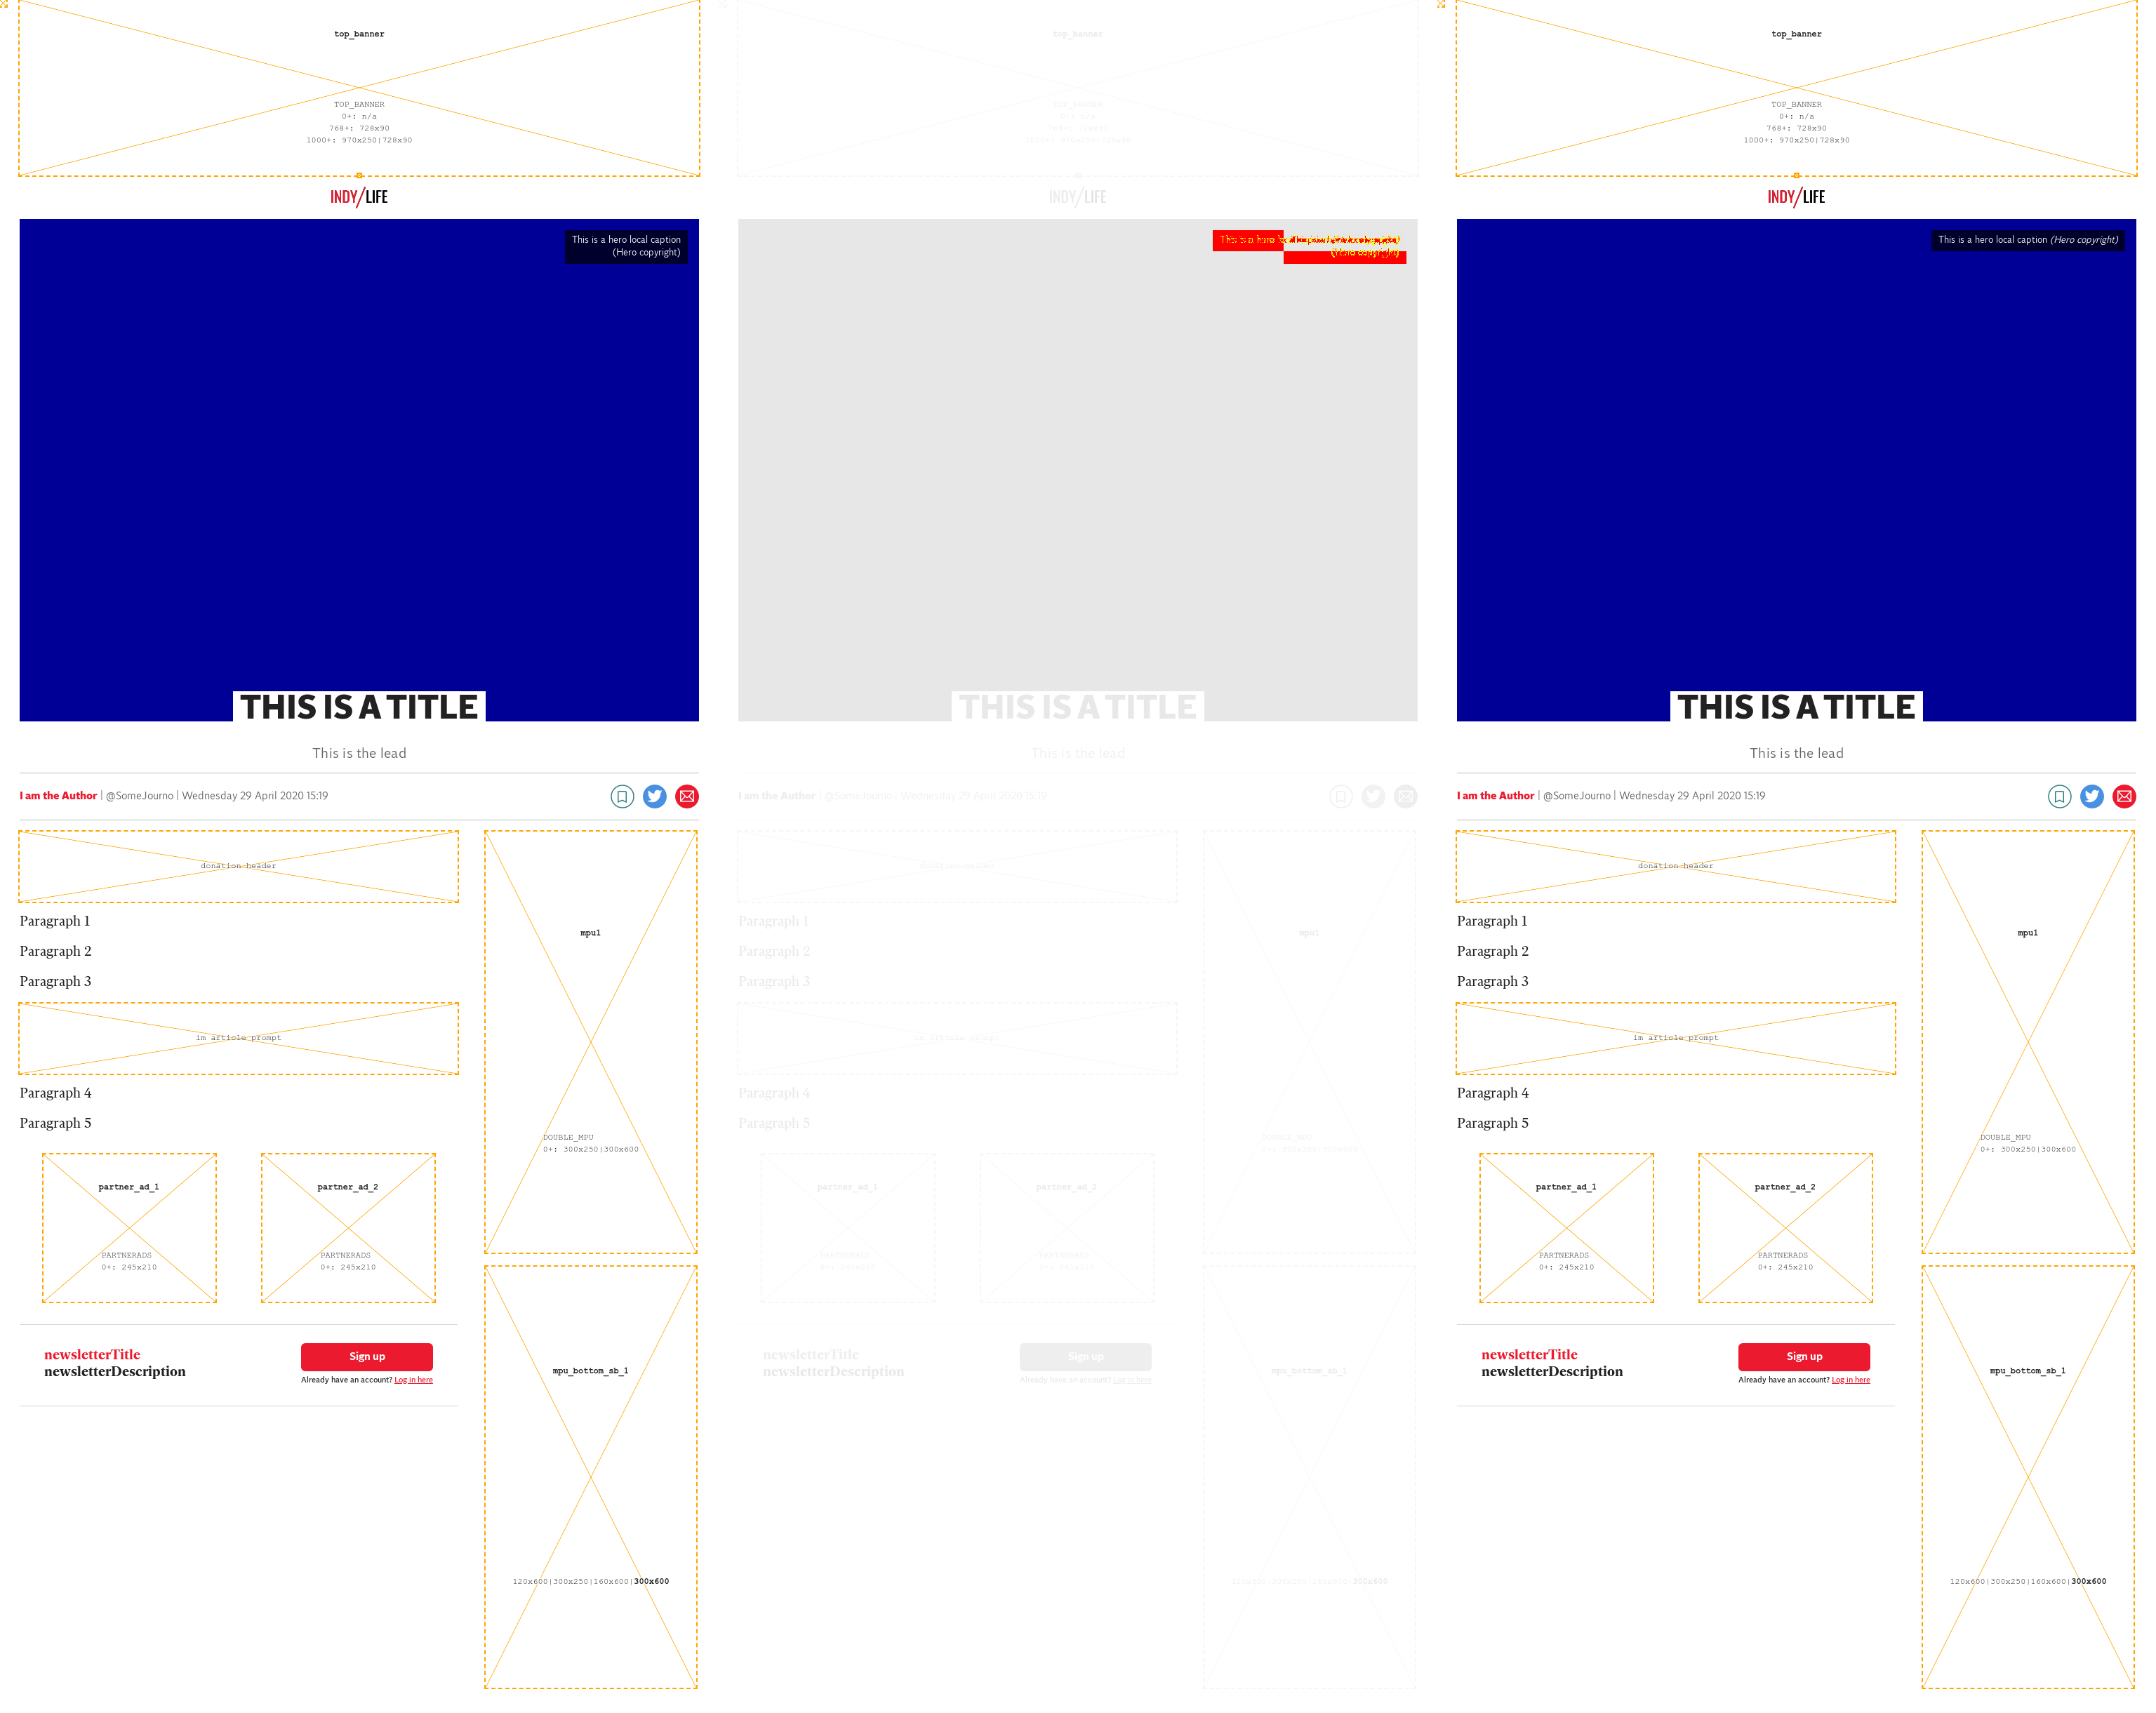 top_banner
TOP_BANNER
0+: n/a
768+: 728x90
1000+: 970x250|728x90
INDY/LIFE
This is a hero local caption
(Hero copyright)
THIS IS A TITLE
This is the lead
I am the Author | @SomeJourno | Wednesday 29 April 2020 15:19
donation header
Paragraph 1
Paragraph 2
Paragraph 3
im article prompt
Paragraph 4
Paragraph 5
partner_ad_1
PARTNERADS
0+: 245x210
partner_ad_2
PARTNERADS
0+: 245x210
newsletterTitle
newsletterDescription
Sign up
Already have an account? Log in here
mpu1
DOUBLE_MPU
0+: 300x250|300x600
mpu_bottom_sb_1
120x600|300x250|160x600|300x600
top_banner
TOP_BANNER
0+: n/a
768+: 728x90
1000+: 970x250|728x90
INDY/LIFE
THIS IS A TITLE
This is the lead
I am the Author | @SomeJourno | Wednesday 29 April 2020 15:19
donation header
Paragraph 1
Paragraph 2
Paragraph 3
im article prompt
Paragraph 4
Paragraph 5
partner_ad_1
PARTNERADS
0+: 245x210
partner_ad_2
PARTNERADS
0+: 245x210
newsletterTitle
newsletterDescription
Sign up
Already have an account? Log in here
mpu1
DOUBLE_MPU
0+: 300x250|300x600
mpu_bottom_sb_1
120x600|300x250|160x600|300x600
top_banner
TOP_BANNER
0+: n/a
768+: 728x90
1000+: 970x250|728x90
INDY/LIFE
This is a hero local caption (Hero copyright)
THIS IS A TITLE
This is the lead
I am the Author | @SomeJourno | Wednesday 29 April 2020 15:19
donation header
Paragraph 1
Paragraph 2
Paragraph 3
im article prompt
Paragraph 4
Paragraph 5
partner_ad_1
PARTNERADS
0+: 245x210
partner_ad_2
PARTNERADS
0+: 245x210
newsletterTitle
newsletterDescription
Sign up
Already have an account? Log in here
mpu1
DOUBLE_MPU
0+: 300x250|300x600
mpu_bottom_sb_1
120x600|300x250|160x600|300x600